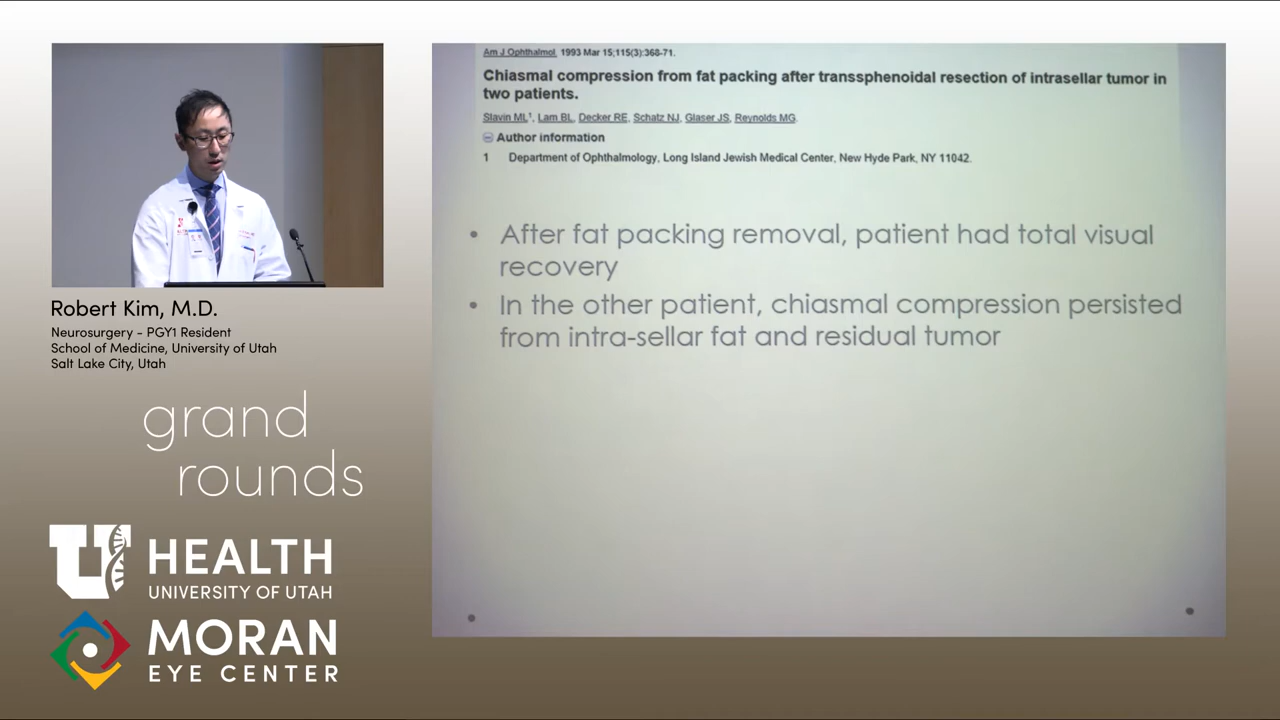 Am J Ophthalmol. 1993 Mar 15;115(3):368-71.
Chiasmal compression from fat packing after transsphenoidal resection of intrasellar tumor in
two patients.
Slavin ML1, Lam BL, Decker RE, Schatz NJ, Glaser JS, Reynolds MG.
Author information
1 Department of Ophthalmology, Long Island Jewish Medical Center, New Hyde Park, NY 11042.
• After fat packing removal, patient had total visual
recovery
• In the other patient, chiasmal compression persisted
from intra-sellar fat and residual tumor
Robert Kim, M.D.
Neurosurgery - PGY1 Resident
School of Medicine, University of Utah
Salt Lake City, Utah
grand
rounds
U HEALTH
UNIVERSITY OF UTAH
MORAN
EYE CENTER